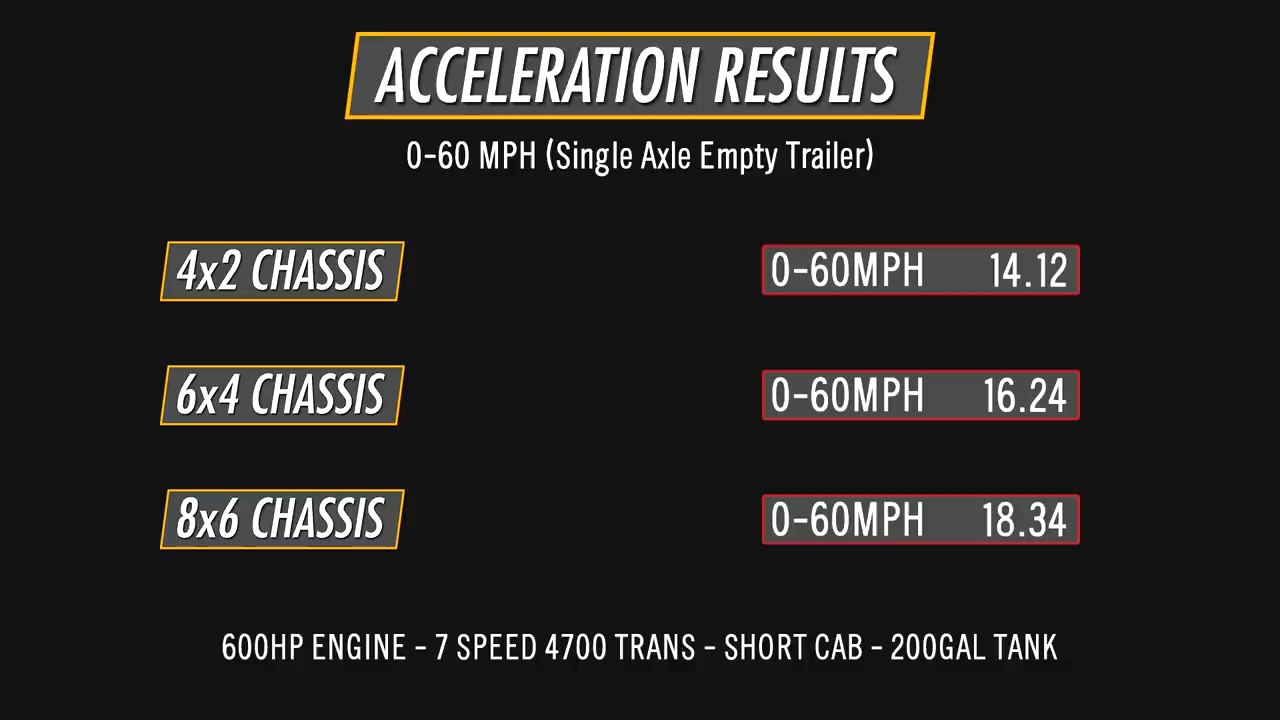 ACCELERATION RESULTS
0-60 MPH (Single Axle Empty Trailer)
4x2 CHASSIS 0-60MPH 14.12
6x4 CHASSIS 0-60MPH 16.24
8x6 CHASSIS 0-60MPH 18.34
600HP ENGINE - 7 SPEED 4700 TRANS - SHORT CAB - 200GAL TANK